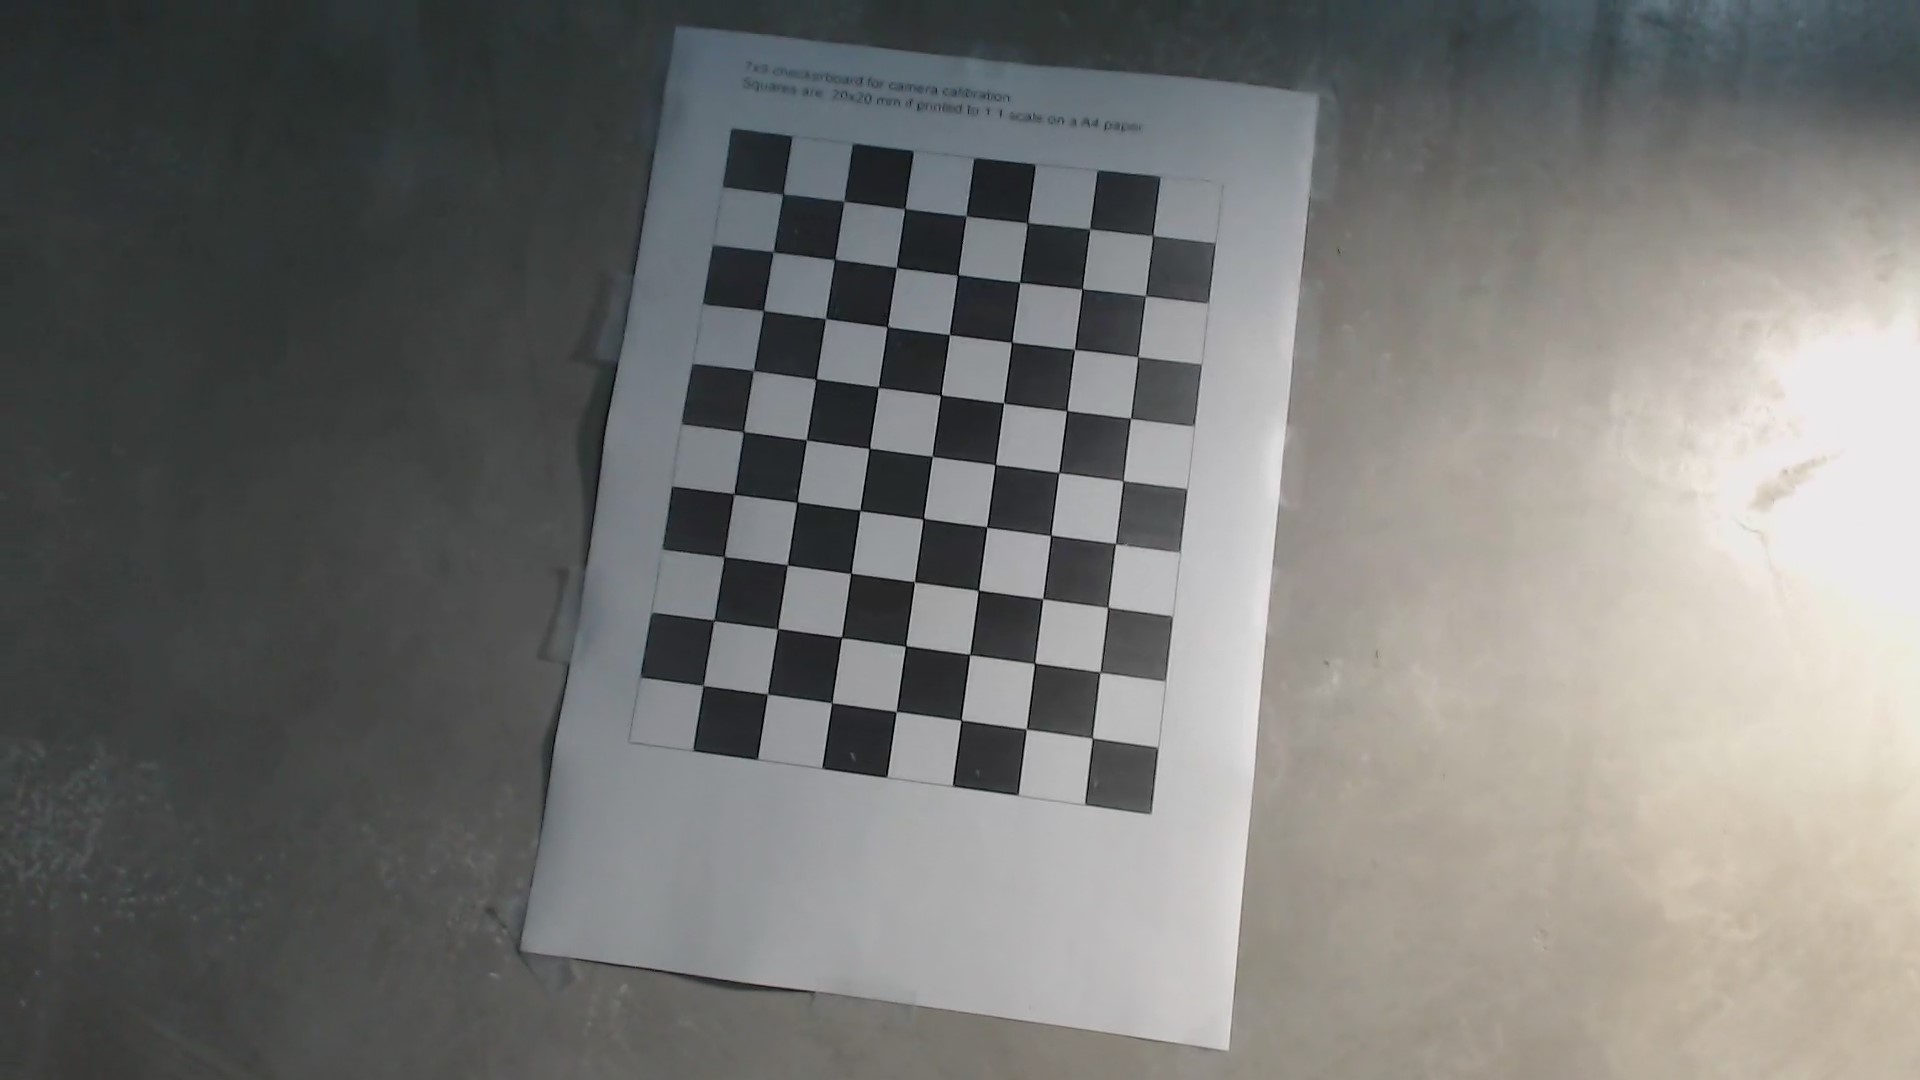 7x9 checkerboard for camera calibration
Squares are: 20x20 mm if printed to 1:1 scale on a A4 paper